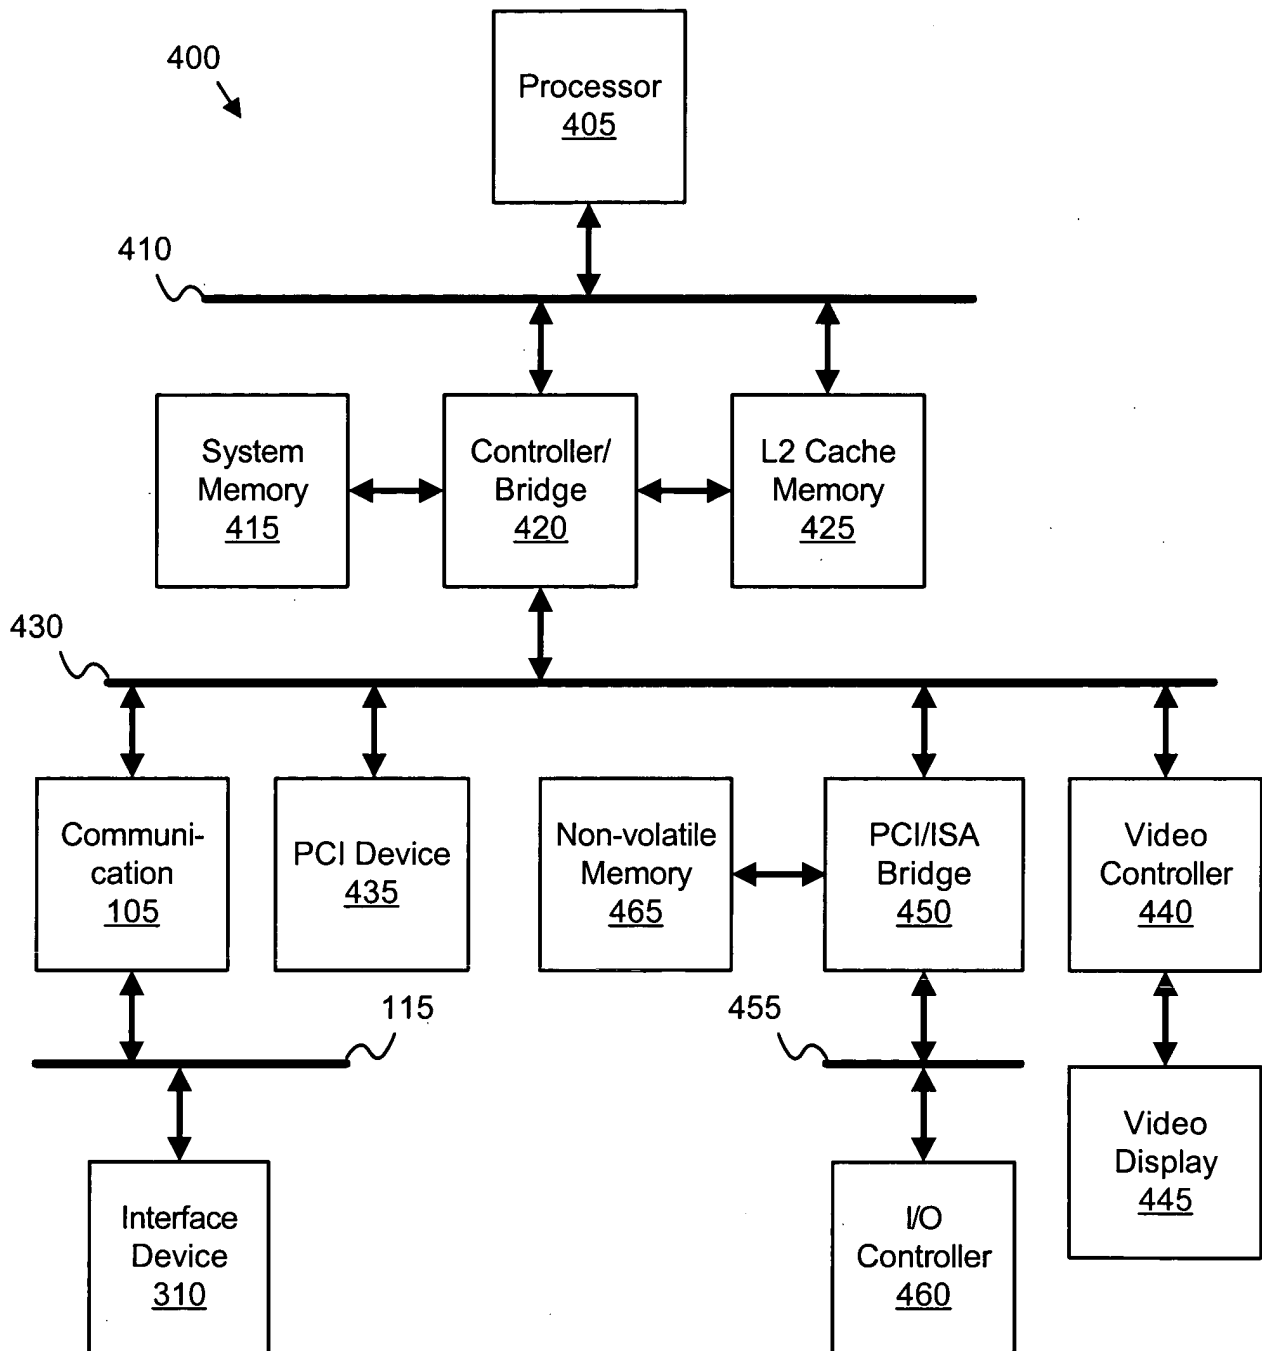 400
Processor
405
410
System
Memory
415
Controller/
Bridge
420
L2 Cache
Memory
425
430
Communi-
cation
105
PCI Device
435
Non-volatile
Memory
465
PCI/ISA
Bridge
450
Video
Controller
440
115
455
Interface
Device
310
I/O
Controller
460
Video
Display
445